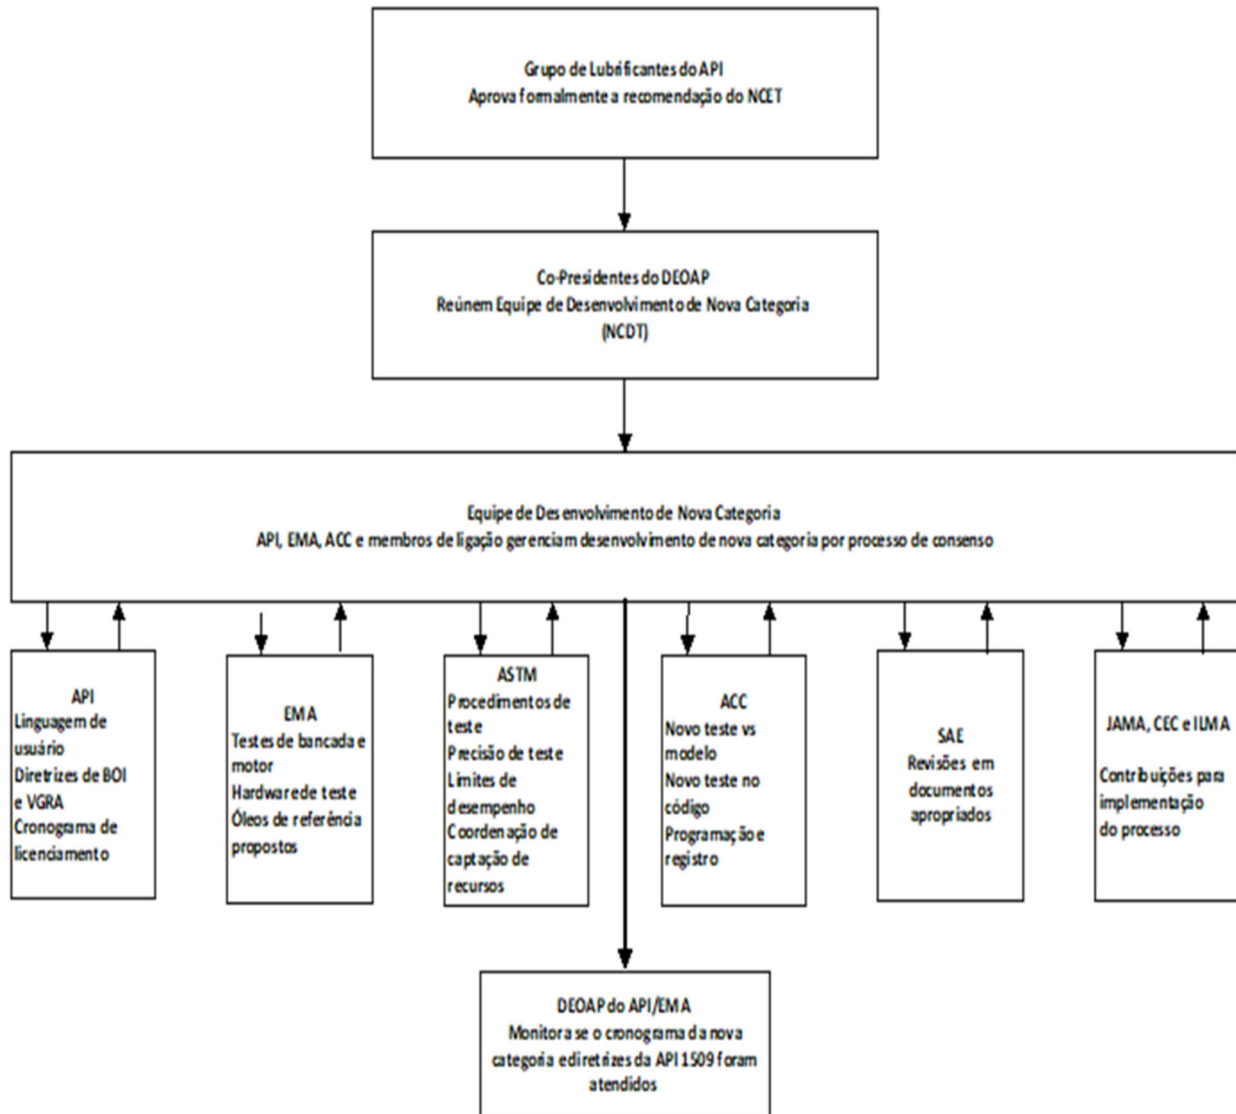 Grupo de Lubrificantes do API
Aprova formalmente a recomendação do NCET
Co-Presidentes do DEOAP
Reúnem Equipe de Desenvolvimento de Nova Categoria
(NCDT)
Equipe de Desenvolvimento de Nova Categoria
API, EMA, ACC e membros de ligação gerenciam desenvolvimento de nova categoria por processo de consenso
API
Linguagem de
usuário
Diretrizes de BOI
e VGRA
Cronograma de
licenciamento
EMA
Testes de bancada e
motor
Hardware de teste
Óleos de referência
propostos
ASTM
Procedimentos de
teste
Precisão de teste
Limites de
desempenho
Coordenação de
captação de
recursos
ACC
Novo teste vs
modelo
Novo teste no
código
Programação e
registro
SAE
Revisões em
documentos
apropriados
JAMA, CEC e ILMA
Contribuições para
implementação
do processo
DEOAP do API/EMA
Monitora se o cronograma da nova
categoria e diretrizes da API 1509 foram
atendidos